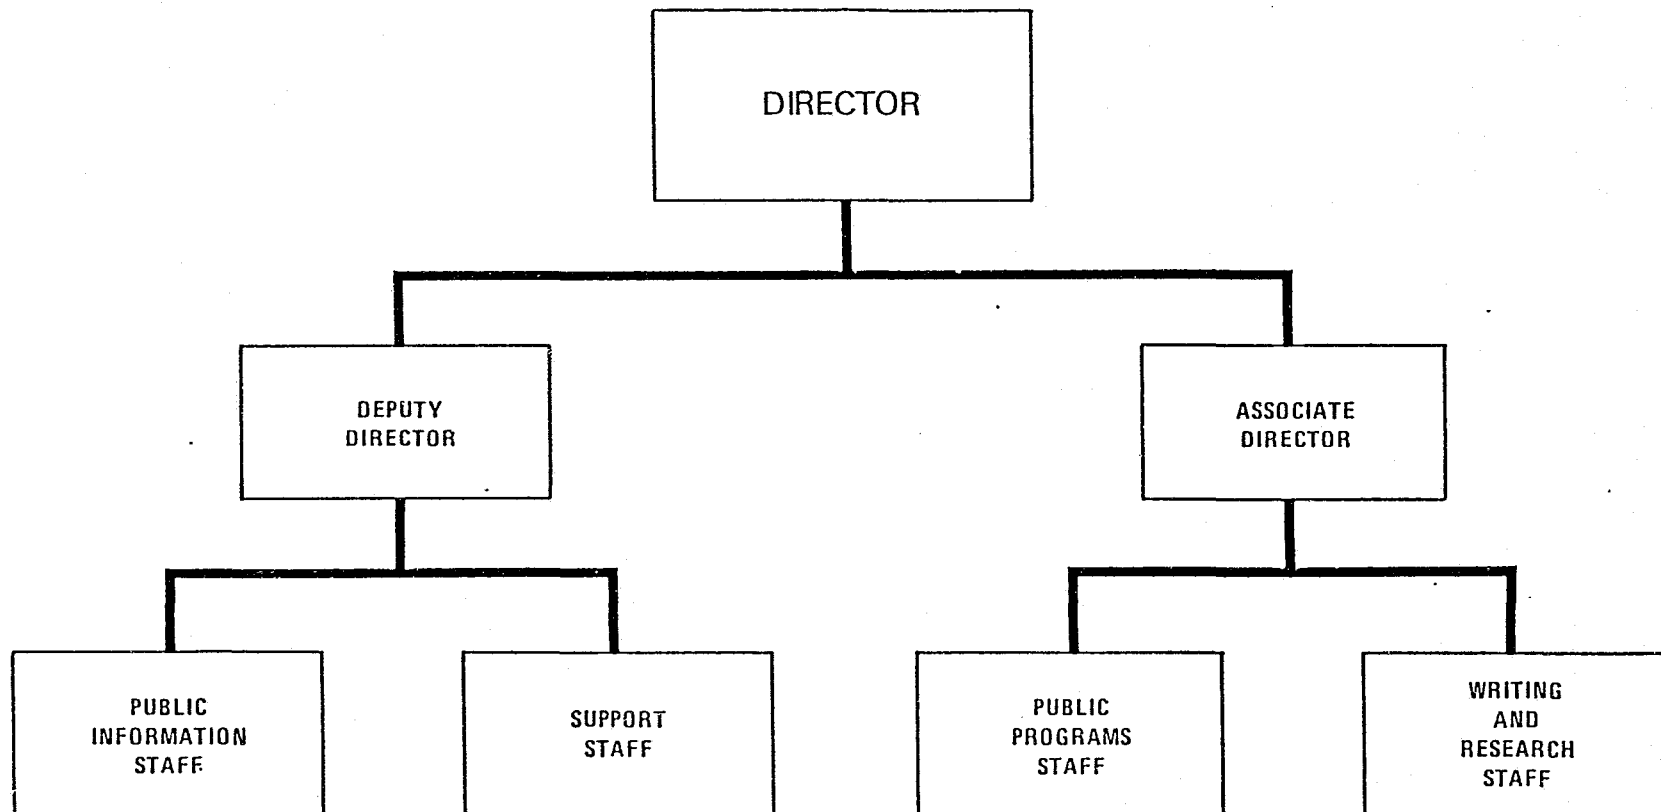 DIRECTOR
DEPUTY
DIRECTOR
ASSOCIATE
DIRECTOR
PUBLIC
INFORMATION
STAFF
SUPPORT
STAFF
PUBLIC
PROGRAMS
STAFF
WRITING
AND
RESEARCH
STAFF